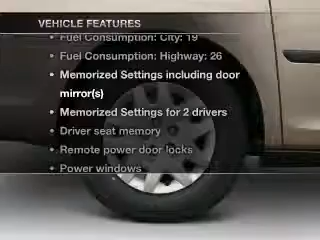 VEHICLE FEATURES
• Fuel Consumption: City: 19
• Fuel Consumption: Highway: 26
• Memorized Settings including door
mirror(s)
• Memorized Settings for 2 drivers
• Driver seat memory
• Remote power door locks
• Power windows